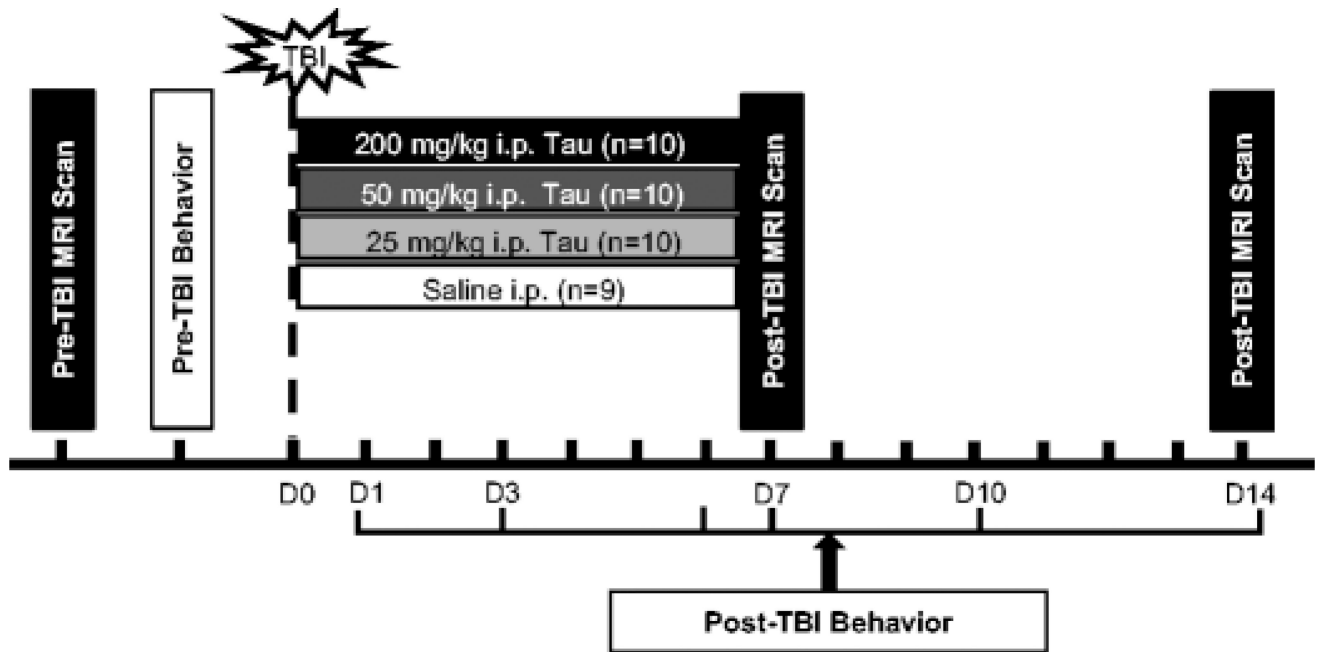 TBI
Pre-TBI MRI Scan
Pre-TBI Behavior
200 mg/kg i.p. Tau (n=10)
50 mg/kg i.p. Tau (n=10)
25 mg/kg i.p. Tau (n=10)
Saline i.p. (n=9)
Post-TBI MRI Scan
Post-TBI MRI Scan
D0 D1 D3 D7 D10 D14
Post-TBI Behavior